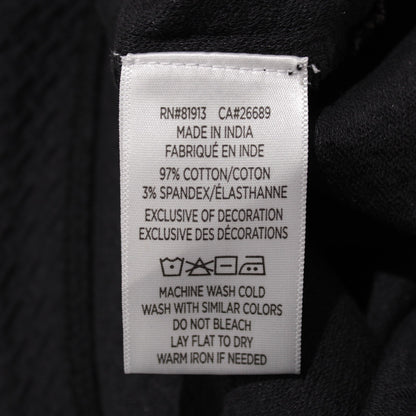 RN#81913 CA#26689
MADE IN INDIA
FABRIQUÉ EN INDE
97% COTTON/COTON
3% SPANDEX/ÉLASTHANNE
EXCLUSIVE OF DECORATION
EXCLUSIVE DES DÉCORATIONS
MACHINE WASH COLD
WASH WITH SIMILAR COLORS
DO NOT BLEACH
LAY FLAT TO DRY
WARM IRON IF NEEDED